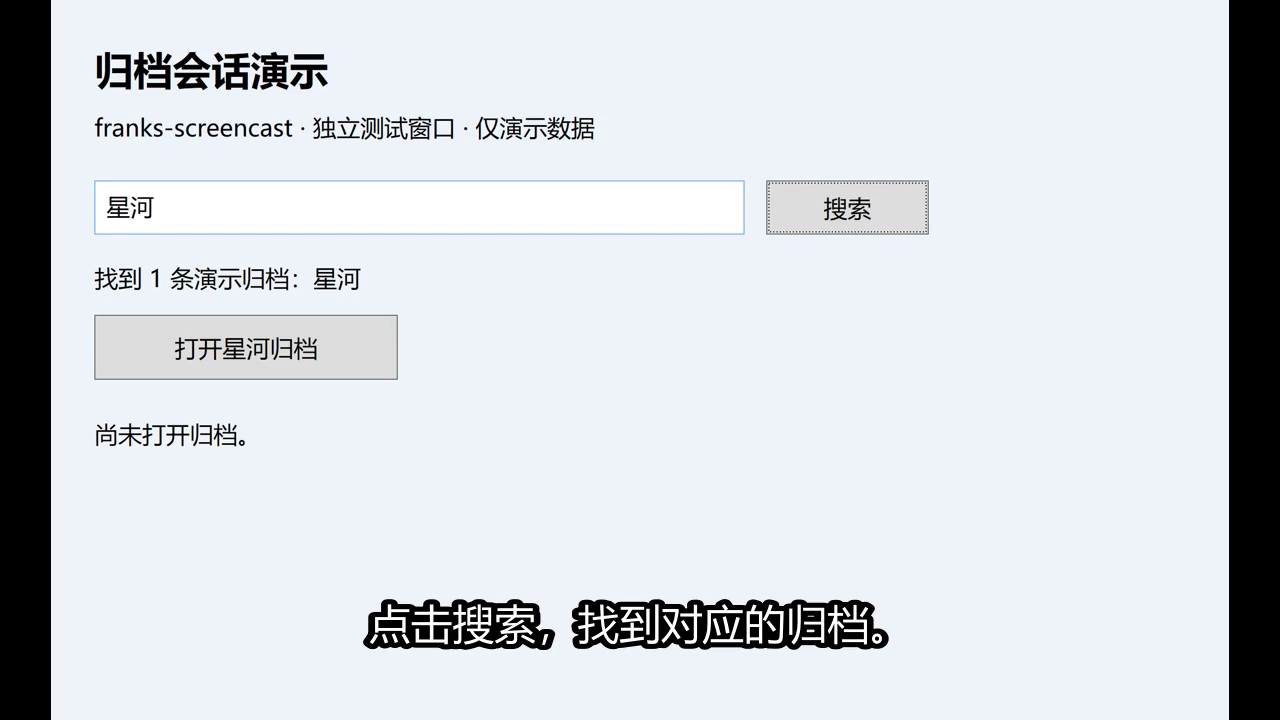 归档会话演示
franks-screencast · 独立测试窗口 · 仅演示数据
星河
搜索
找到 1 条演示归档：星河
打开星河归档
尚未打开归档。
点击搜索，找到对应的归档。